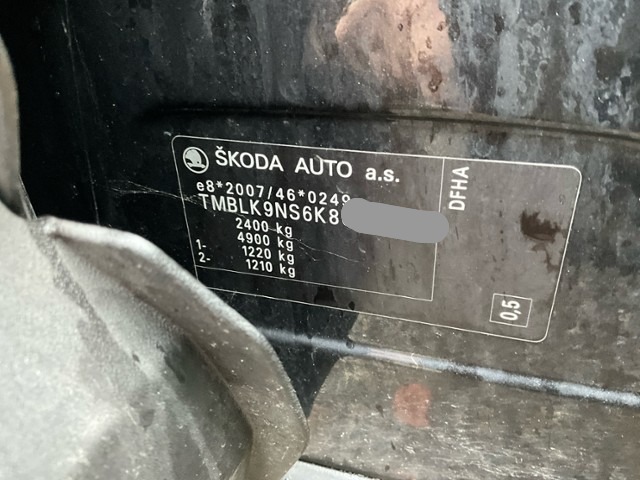 ŠKODA AUTO a.s.
e8*2007/46*0249
TMBLK9NS6K8
2400 kg
4900 kg
1- 1220 kg
2- 1210 kg
DFHA
0,5